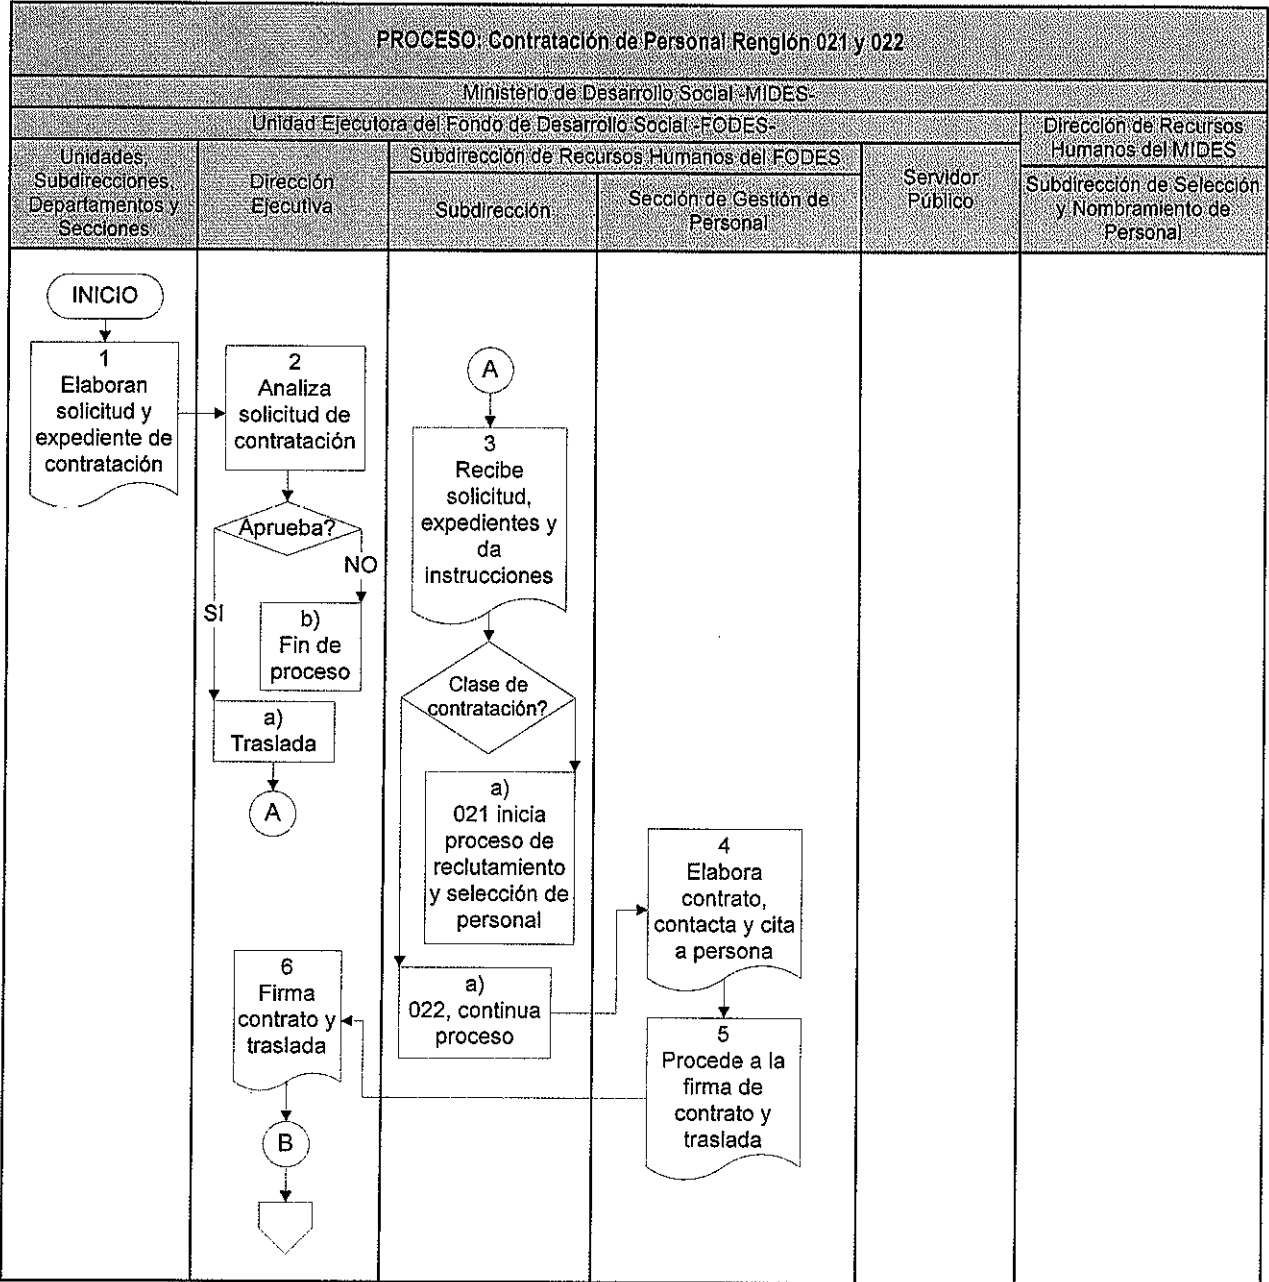 PROCESO: Contratación de Personal Renglón 021 y 022
Ministerio de Desarrollo Social -MIDES-
Unidad Ejecutora del Fondo de Desarrollo Social -FODES-
Dirección de Recursos
Humanos del MIDES
Unidades,
Subdirecciones,
Departamentos y
Secciones
Dirección
Ejecutiva
Subdirección de Recursos Humanos del FODES
Subdirección
Sección de Gestión de
Personal
Servidor
Público
Subdirección de Selección
y Nombramiento de
Personal
INICIO
1
Elaboran
solicitud y
expediente de
contratación
2
Analiza
solicitud de
contratación
Aprueba?
NO
SI
b)
Fin de
proceso
a)
Traslada
A
A
3
Recibe
solicitud,
expedientes y
da
instrucciones
Clase de
contratación?
a)
021 inicia
proceso de
reclutamiento
y selección de
personal
a)
022, continua
proceso
4
Elabora
contrato,
contacta y cita
a persona
5
Procede a la
firma de
contrato y
traslada
6
Firma
contrato y
traslada
B